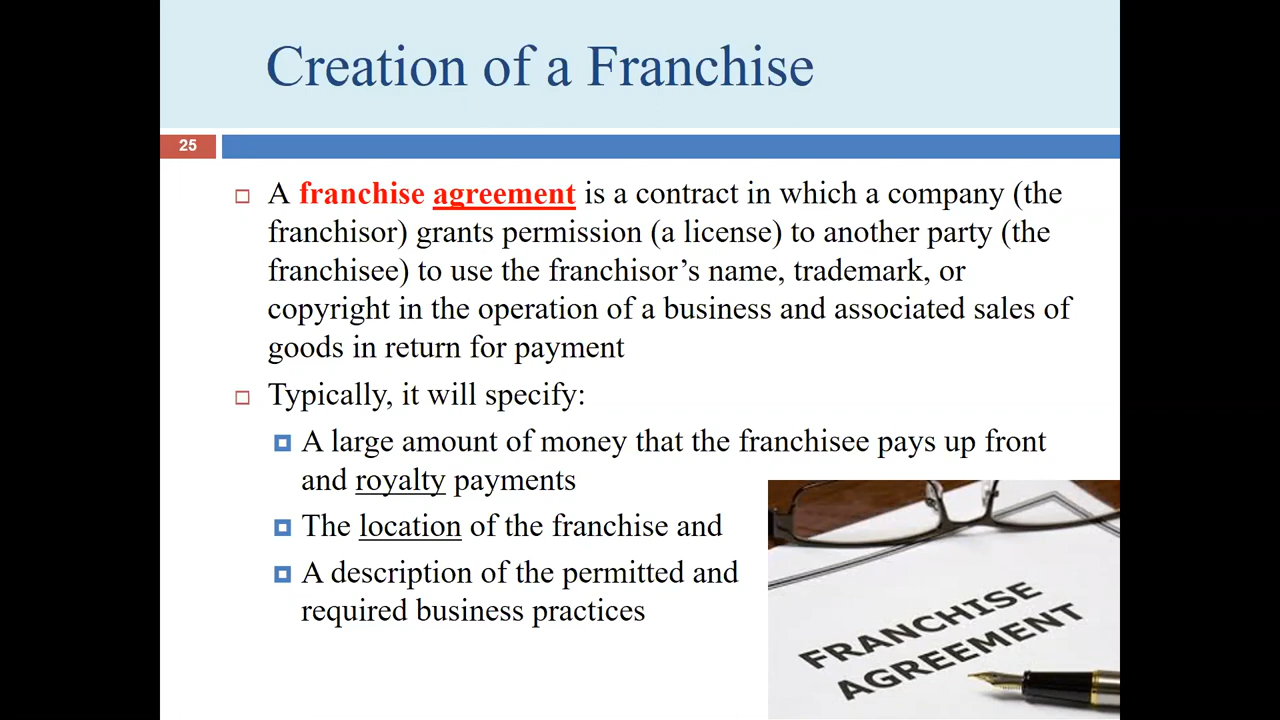 Creation of a Franchise
25
A franchise agreement is a contract in which a company (the
franchisor) grants permission (a license) to another party (the
franchisee) to use the franchisor’s name, trademark, or
copyright in the operation of a business and associated sales of
goods in return for payment
Typically, it will specify:
A large amount of money that the franchisee pays up front
and royalty payments
The location of the franchise and
A description of the permitted and
required business practices
FRANCHISE
AGREEMENT